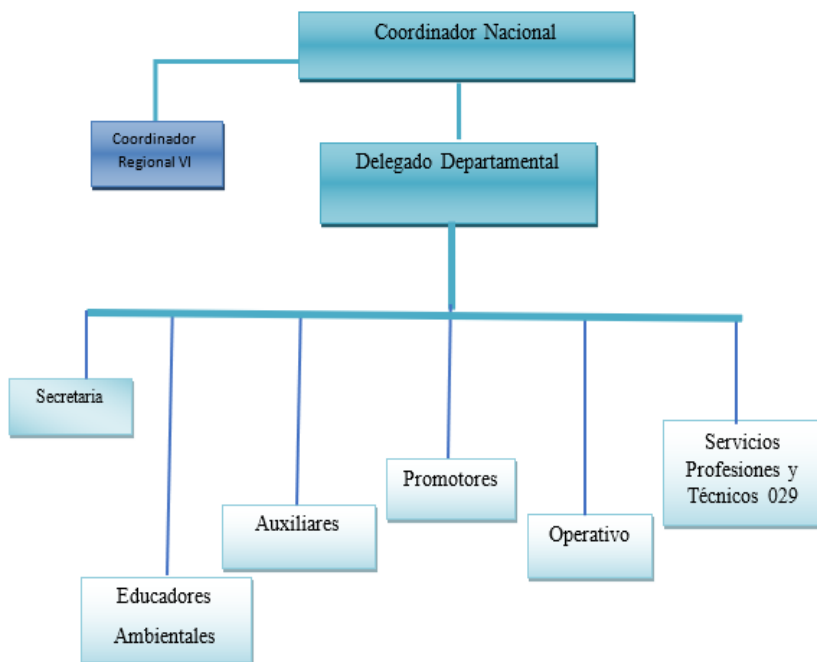 Coordinador Nacional
Coordinador
Regional VI
Delegado Departamental
Secretaria
Educadores
Ambientales
Auxiliares
Promotores
Operativo
Servicios
Profesiones y
Técnicos 029